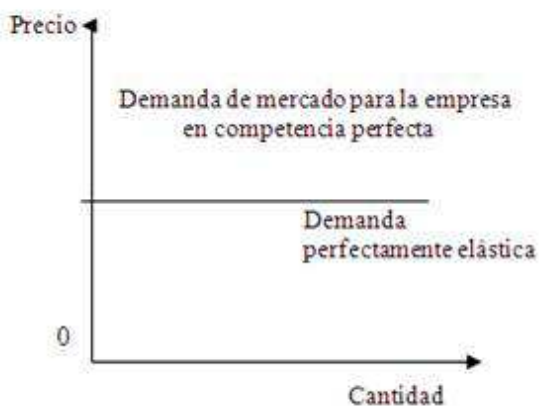 Precio
Demanda de mercado para la empresa
en competencia perfecta
Demanda
perfectamente elástica
0
Cantidad